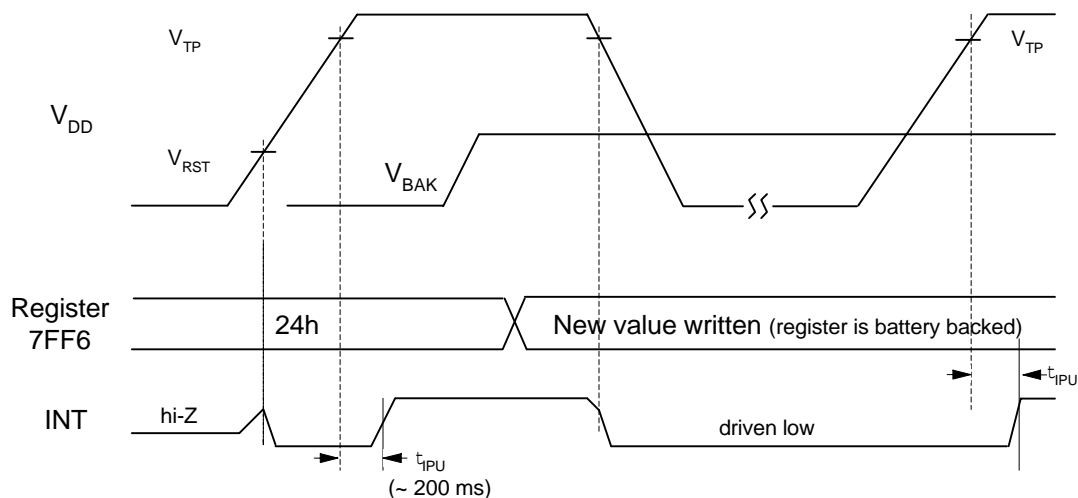 V_TP
V_TP
V_DD
V_RST
V_BAK
Register
7FF6
24h
New value written (register is battery backed)
t_IPU
INT
hi-Z
driven low
t_IPU
(~ 200 ms)